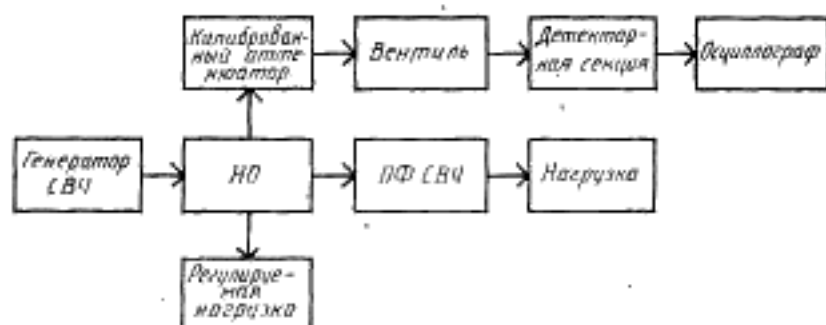 Калиброван-
ный атте-
нюатор
Вентиль
Детектор-
ная секция
Осциллограф
Генератор
СВЧ
НО
ПФ СВЧ
Нагрузка
Регулируе-
мая
нагрузка